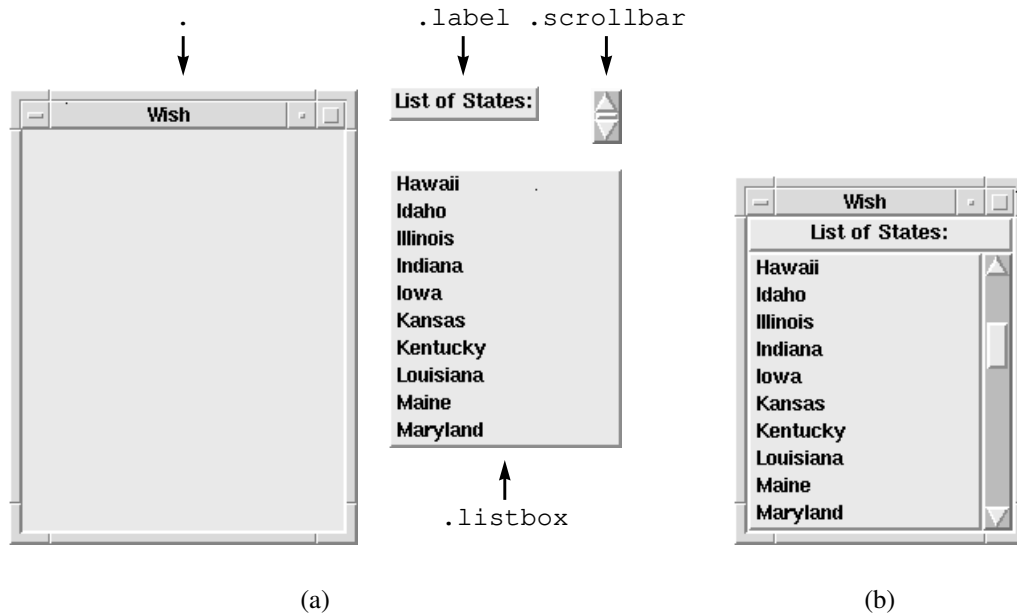 .
.label .scrollbar
Wish
List of States:
Hawaii
Idaho
Illinois
Indiana
Iowa
Kansas
Kentucky
Louisiana
Maine
Maryland
.listbox
(a)
Wish
List of States:
Hawaii
Idaho
Illinois
Indiana
Iowa
Kansas
Kentucky
Louisiana
Maine
Maryland
(b)